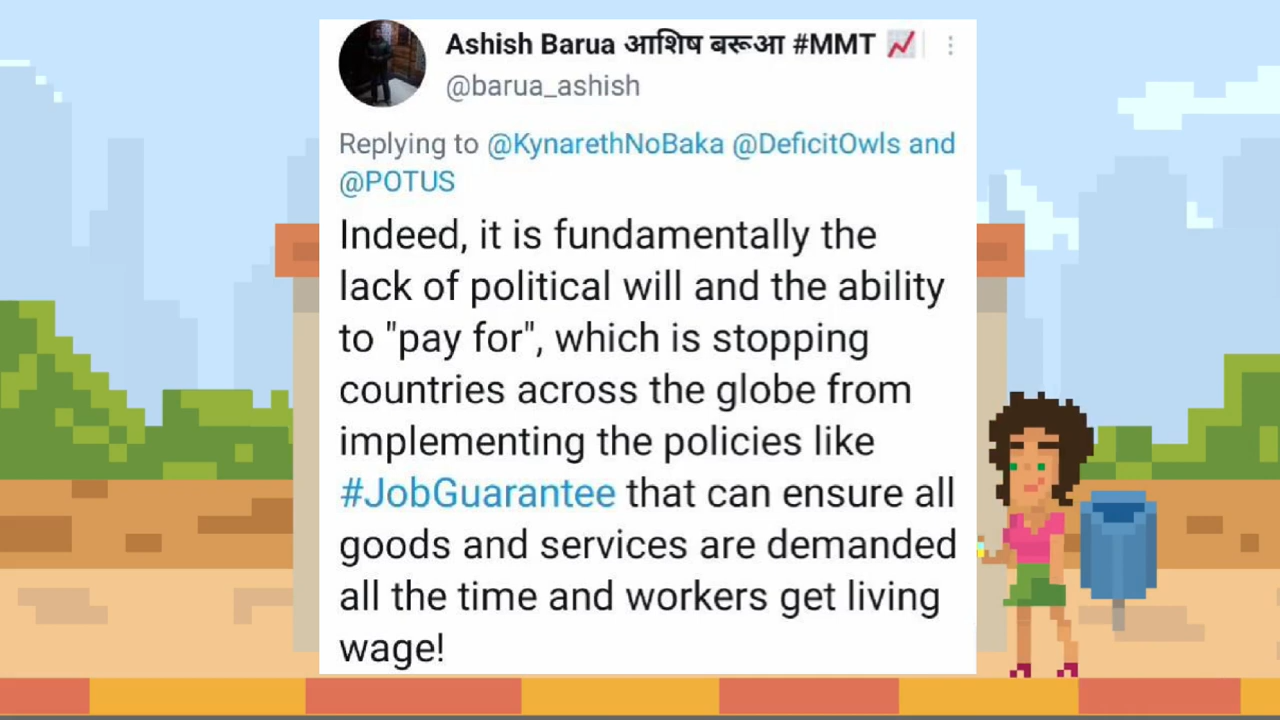 Ashish Barua आशिष बरूआ #MMT 📈
@barua_ashish
Replying to @KynarethNoBaka @DeficitOwls and
@POTUS
Indeed, it is fundamentally the
lack of political will and the ability
to "pay for", which is stopping
countries across the globe from
implementing the policies like
#JobGuarantee that can ensure all
goods and services are demanded
all the time and workers get living
wage!